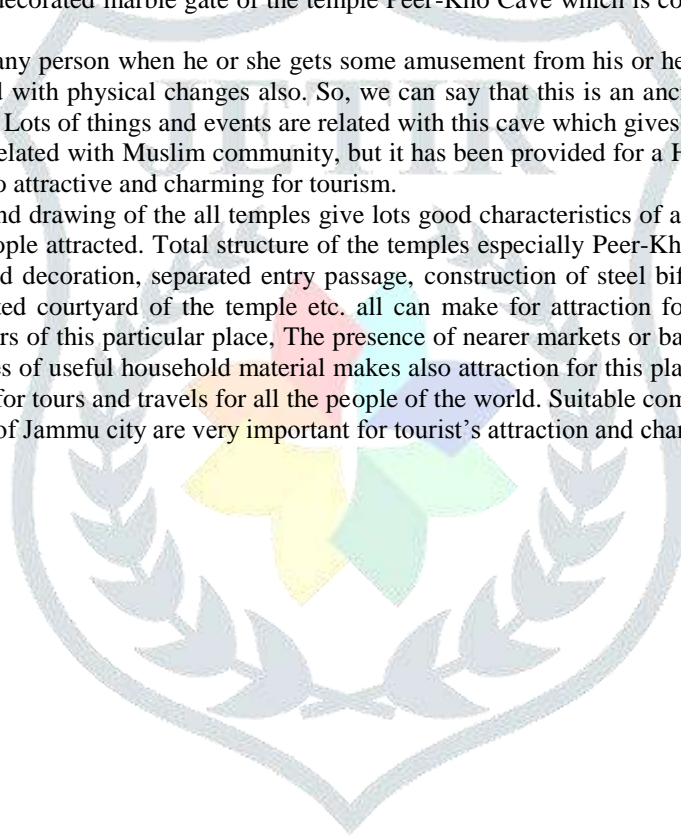 decorated marble gate of the temple Peer-Kho Cave which is co
any person when he or she gets some amusement from his or he
d with physical changes also. So, we can say that this is an anc
Lots of things and events are related with this cave which gives
elated with Muslim community, but it has been provided for a H
o attractive and charming for tourism.
nd drawing of the all temples give lots good characteristics of a
ople attracted. Total structure of the temples especially Peer-Kh
d decoration, separated entry passage, construction of steel bif
ted courtyard of the temple etc. all can make for attraction fo
rs of this particular place, The presence of nearer markets or ba
es of useful household material makes also attraction for this pla
for tours and travels for all the people of the world. Suitable com
of Jammu city are very important for tourist's attraction and char
JETIR